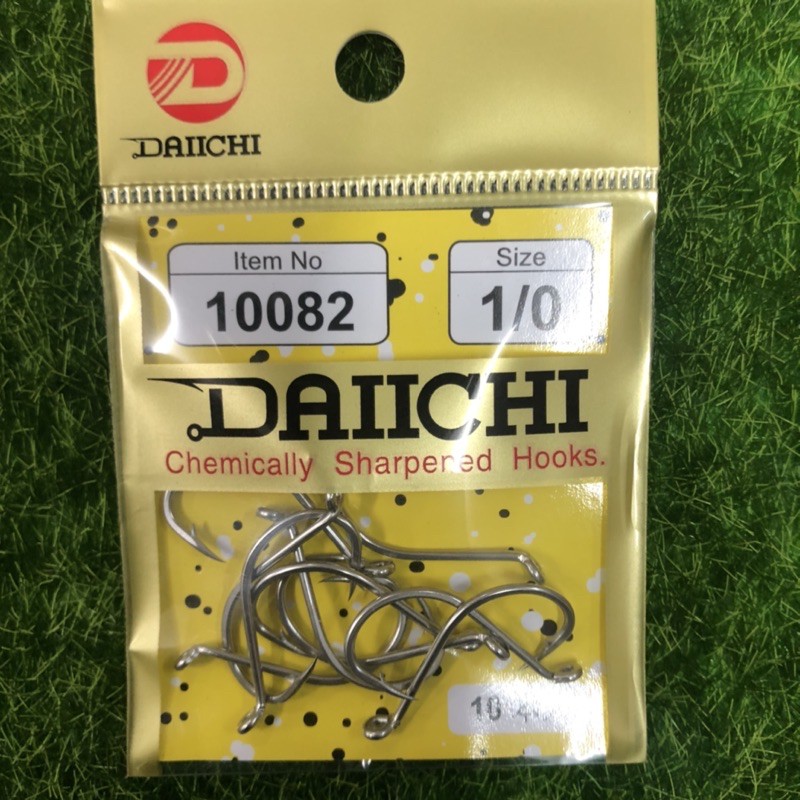 DAIICHI
Item No
10082
Size
1/0
DAIICHI
Chemically Sharpened Hooks.